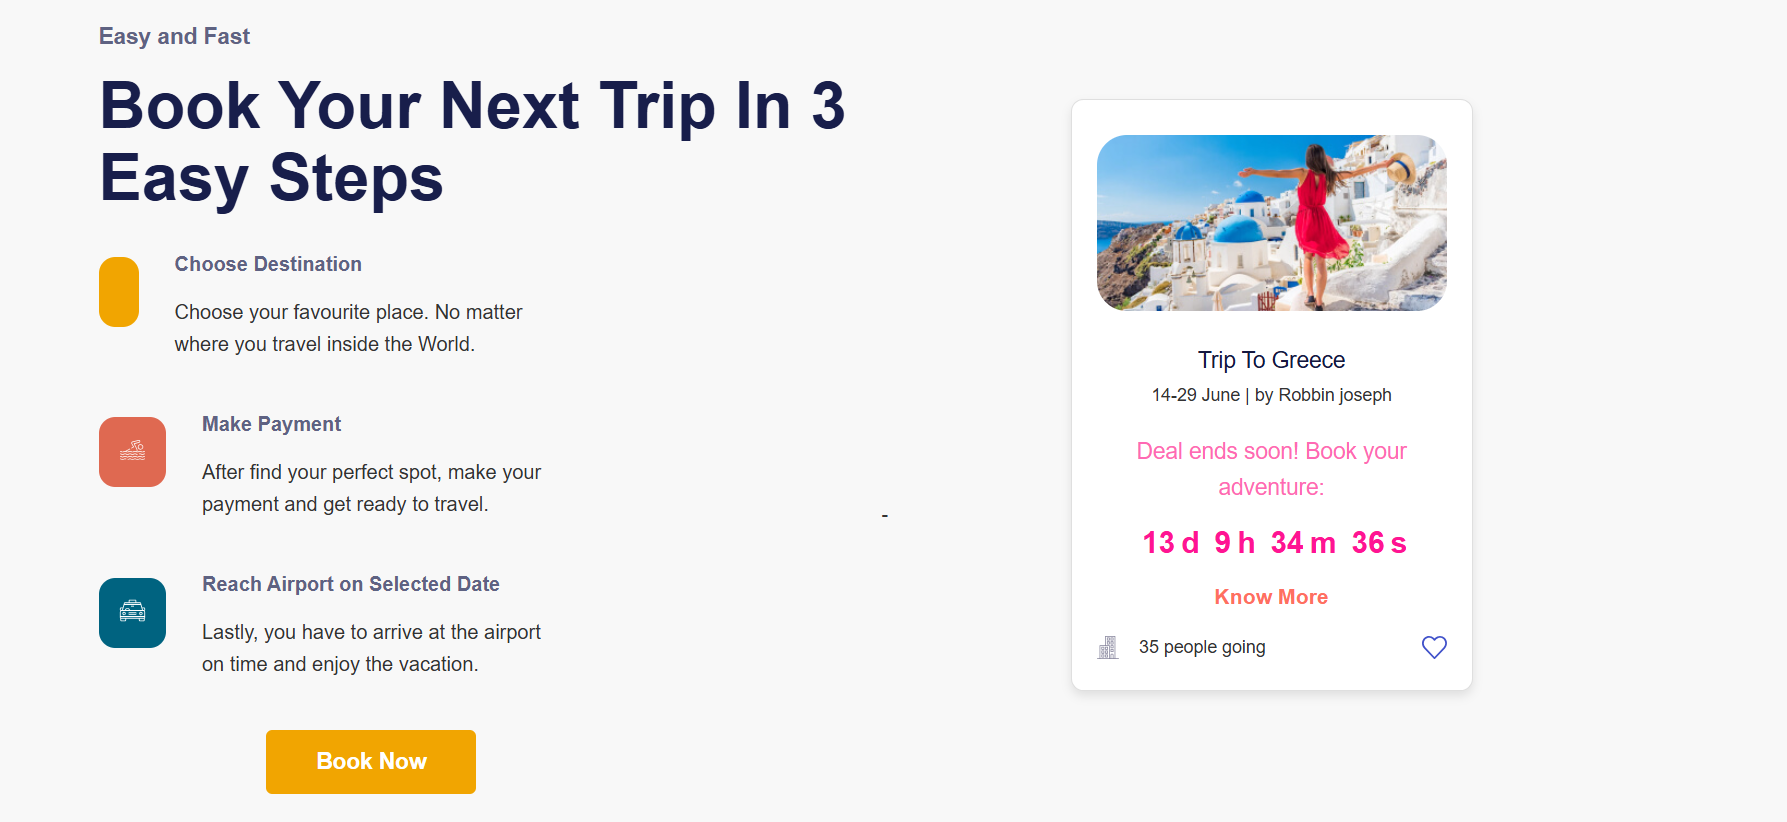 Easy and Fast
Book Your Next Trip In 3
Easy Steps
Choose Destination
Choose your favourite place. No matter
where you travel inside the World.
Make Payment
After find your perfect spot, make your
payment and get ready to travel.
Reach Airport on Selected Date
Lastly, you have to arrive at the airport
on time and enjoy the vacation.
Book Now
-
Trip To Greece
14-29 June | by Robbin joseph
Deal ends soon! Book your
adventure:
13 d 9 h 34 m 36 s
Know More
35 people going